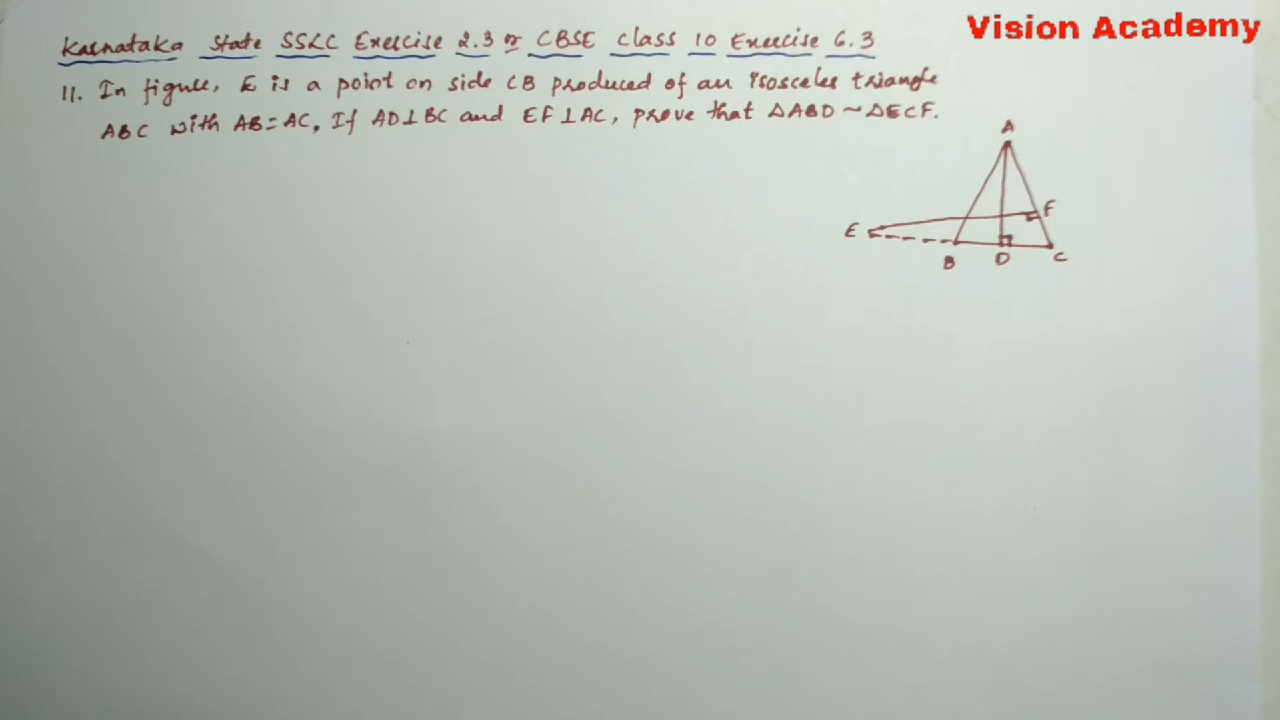 Vision Academy
Karnataka State SSLC Exercise 2.3 or CBSE Class 10 Exercise 6.3
11. In figure, E is a point on side CB produced of an isosceles triangle
ABC with AB=AC, If AD⊥BC and EF⊥AC, prove that ΔABD ~ ΔECF.
A
F
E
B D C